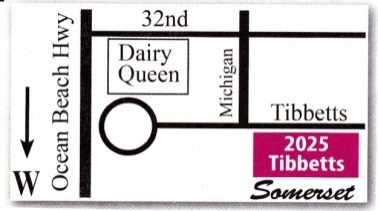 32nd
Ocean Beach Hwy
Dairy
Queen
Michigan
Tibbetts
2025
Tibbetts
W
Somerset